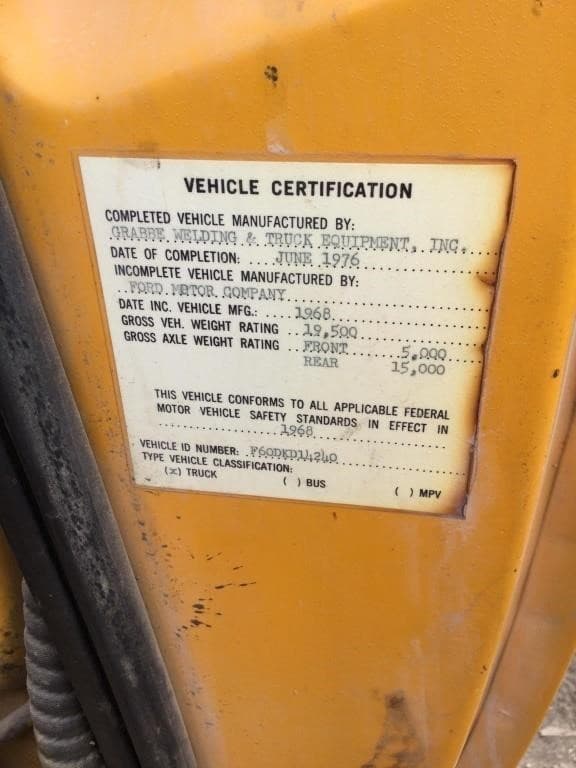 VEHICLE CERTIFICATION
COMPLETED VEHICLE MANUFACTURED BY:
GRABBE WELDING & TRUCK EQUIPMENT, INC.
DATE OF COMPLETION: JUNE 1976
INCOMPLETE VEHICLE MANUFACTURED BY:
FORD MOTOR COMPANY
DATE INC. VEHICLE MFG.: 1968
GROSS VEH. WEIGHT RATING 19,500
GROSS AXLE WEIGHT RATING FRONT 5,000
REAR 15,000
THIS VEHICLE CONFORMS TO ALL APPLICABLE FEDERAL
MOTOR VEHICLE SAFETY STANDARDS IN EFFECT IN
1968
VEHICLE ID NUMBER: F60DKD14240
TYPE VEHICLE CLASSIFICATION:
(x) TRUCK ( ) BUS ( ) MPV